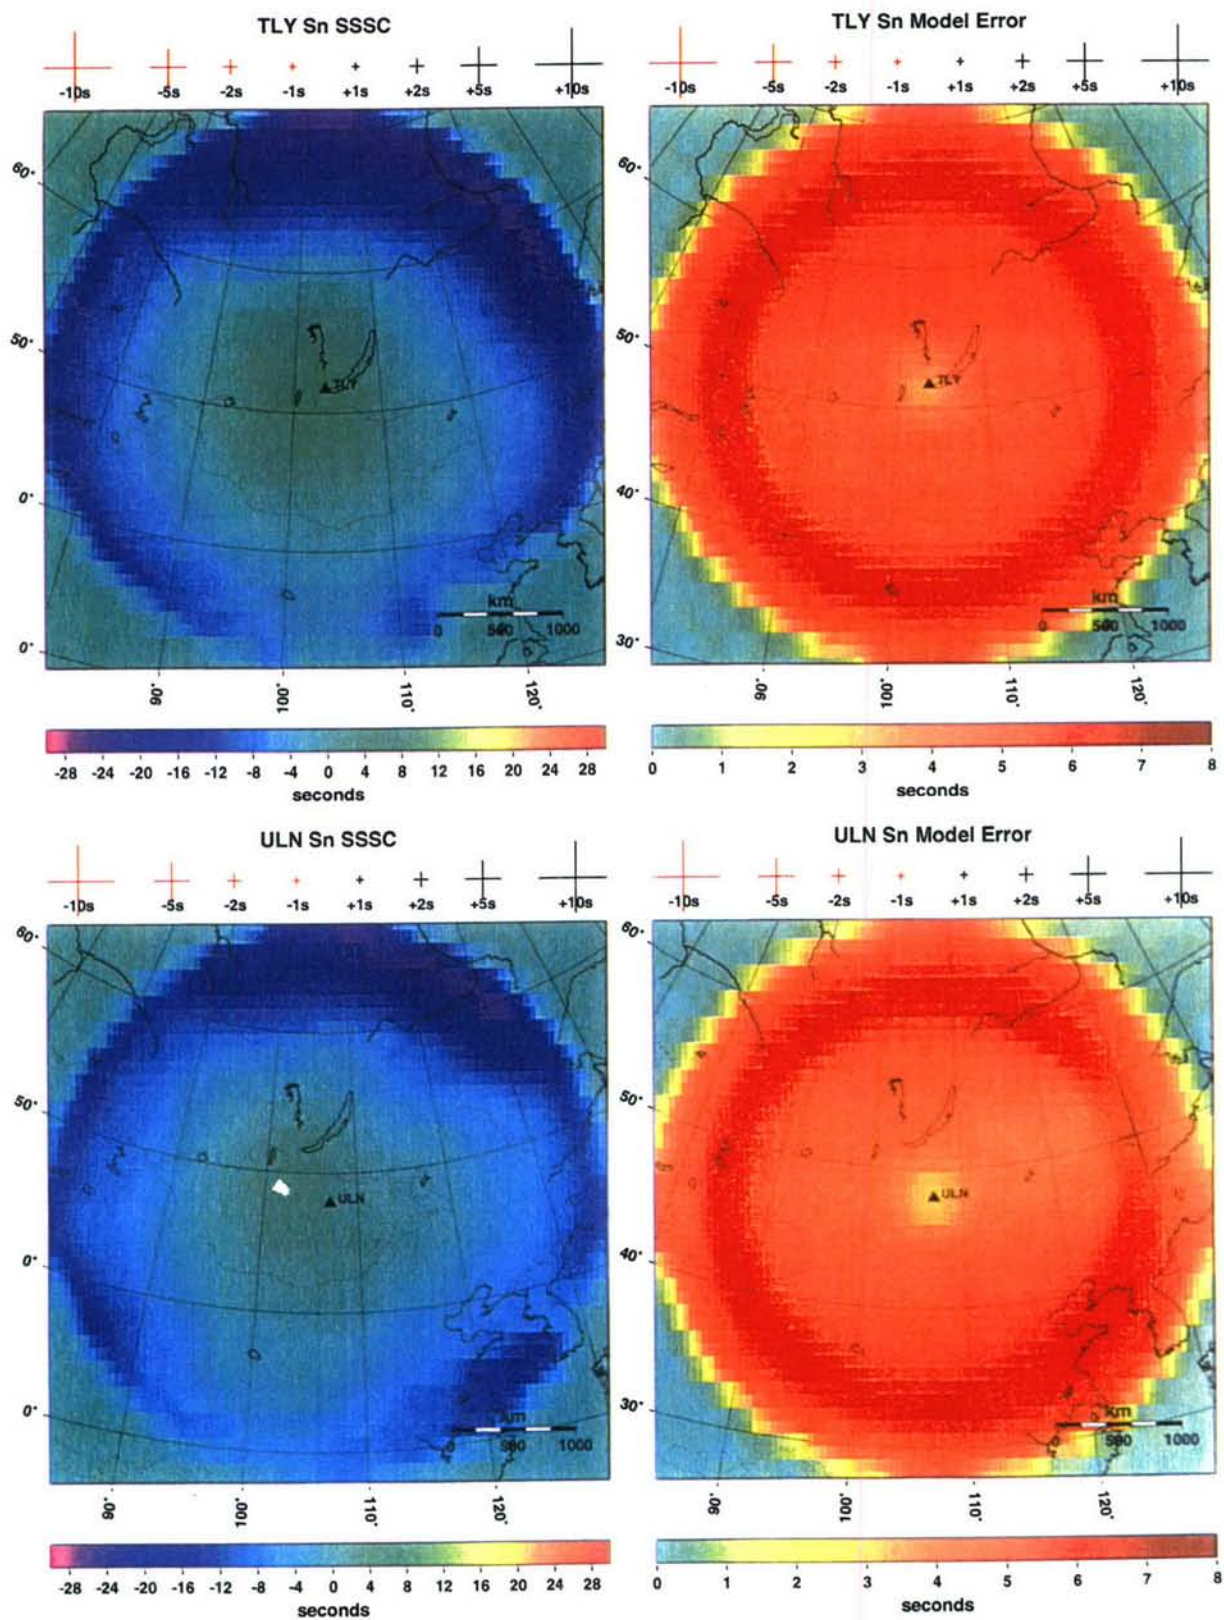 TLY Sn SSSC
TLY Sn Model Error
-10s -5s -2s -1s +1s +2s +5s +10s
-10s -5s -2s -1s +1s +2s +5s +10s
60°
50°
0°
0°
TLY
km
0 500 1000
90° 100° 110° 120°
60°
50°
40°
30°
TLY
km
0 500 1000
90° 100° 110° 120°
-28 -24 -20 -16 -12 -8 -4 0 4 8 12 16 20 24 28
seconds
0 1 2 3 4 5 6 7 8
seconds
ULN Sn SSSC
ULN Sn Model Error
-10s -5s -2s -1s +1s +2s +5s +10s
-10s -5s -2s -1s +1s +2s +5s +10s
60°
50°
0°
0°
ULN
km
0 500 1000
90° 100° 110° 120°
60°
50°
40°
30°
ULN
km
0 500 1000
90° 100° 110° 120°
-28 -24 -20 -16 -12 -8 -4 0 4 8 12 16 20 24 28
seconds
0 1 2 3 4 5 6 7 8
seconds